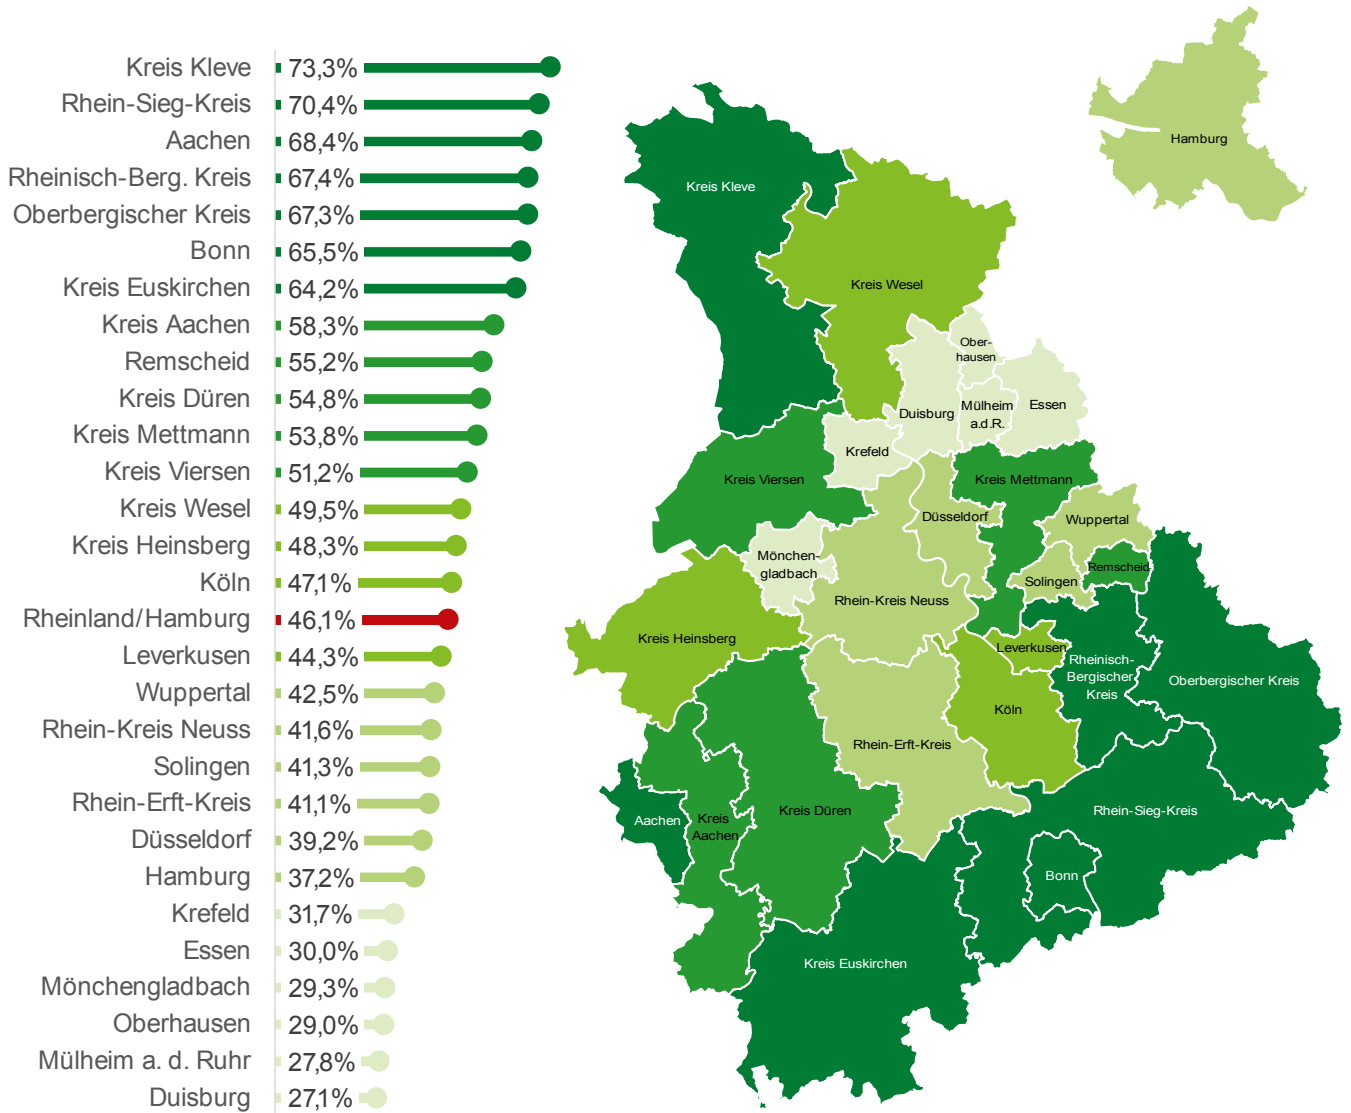 Kreis Kleve 73,3%
Rhein-Sieg-Kreis 70,4%
Aachen 68,4%
Rheinisch-Berg. Kreis 67,4%
Oberbergischer Kreis 67,3%
Bonn 65,5%
Kreis Euskirchen 64,2%
Kreis Aachen 58,3%
Remscheid 55,2%
Kreis Düren 54,8%
Kreis Mettmann 53,8%
Kreis Viersen 51,2%
Kreis Wesel 49,5%
Kreis Heinsberg 48,3%
Köln 47,1%
Rheinland/Hamburg 46,1%
Leverkusen 44,3%
Wuppertal 42,5%
Rhein-Kreis Neuss 41,6%
Solingen 41,3%
Rhein-Erft-Kreis 41,1%
Düsseldorf 39,2%
Hamburg 37,2%
Krefeld 31,7%
Essen 30,0%
Mönchengladbach 29,3%
Oberhausen 29,0%
Mülheim a. d. Ruhr 27,8%
Duisburg 27,1%
Hamburg
Kreis Kleve
Kreis Wesel
Ober-
hausen
Duisburg
Mülheim
a.d.R.
Essen
Krefeld
Kreis Viersen
Kreis Mettmann
Düsseldorf
Wuppertal
Mönchen-
gladbach
Remscheid
Solingen
Rhein-Kreis Neuss
Kreis Heinsberg
Leverkusen
Rheinisch-
Bergischer
Kreis
Oberbergischer Kreis
Köln
Rhein-Erft-Kreis
Aachen
Kreis
Aachen
Kreis Düren
Rhein-Sieg-Kreis
Bonn
Kreis Euskirchen